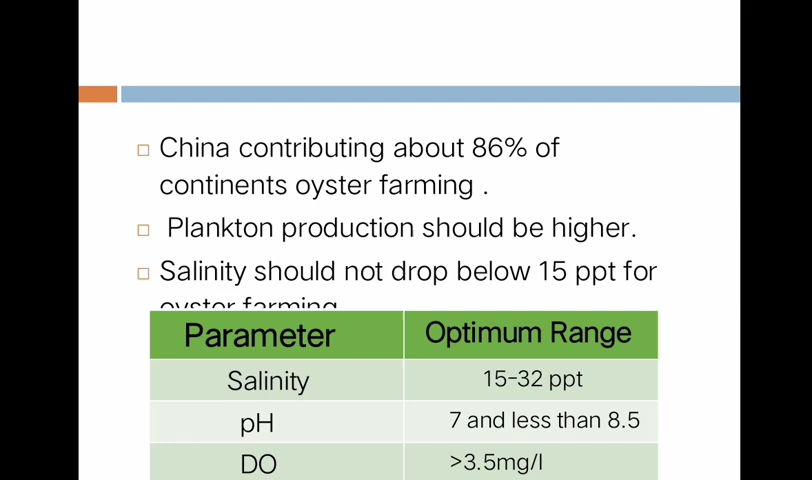 China contributing about 86% of
continents oyster farming .
Plankton production should be higher.
Salinity should not drop below 15 ppt for
oyster farming
Parameter Optimum Range
Salinity 15-32 ppt
pH 7 and less than 8.5
DO >3.5mg/l